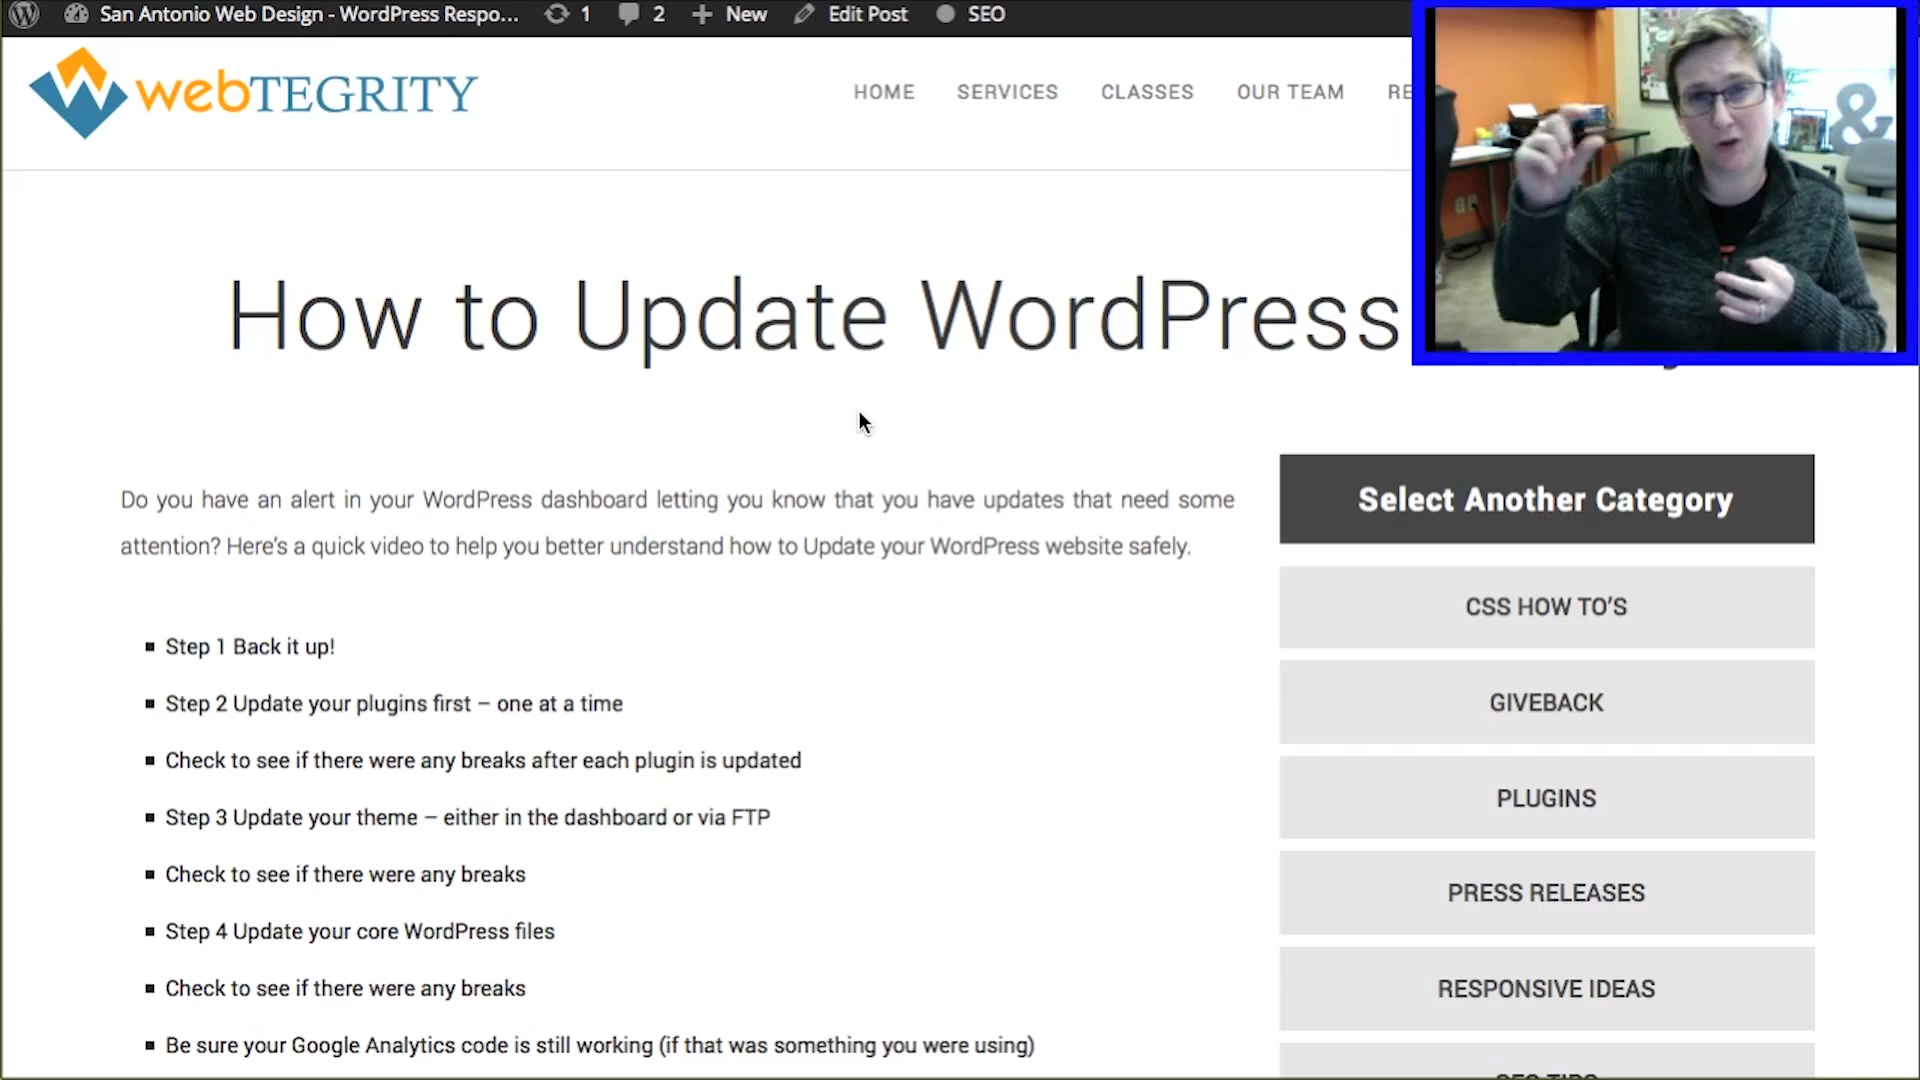 San Antonio Web Design - WordPress Respo... 1 2 New Edit Post SEO
webTEGRITY
HOME SERVICES CLASSES OUR TEAM RE
&
How to Update WordPress
Do you have an alert in your WordPress dashboard letting you know that you have updates that need some
attention? Here's a quick video to help you better understand how to Update your WordPress website safely.
Step 1 Back it up!
Step 2 Update your plugins first – one at a time
Check to see if there were any breaks after each plugin is updated
Step 3 Update your theme – either in the dashboard or via FTP
Check to see if there were any breaks
Step 4 Update your core WordPress files
Check to see if there were any breaks
Be sure your Google Analytics code is still working (if that was something you were using)
Select Another Category
CSS HOW TO'S
GIVEBACK
PLUGINS
PRESS RELEASES
RESPONSIVE IDEAS